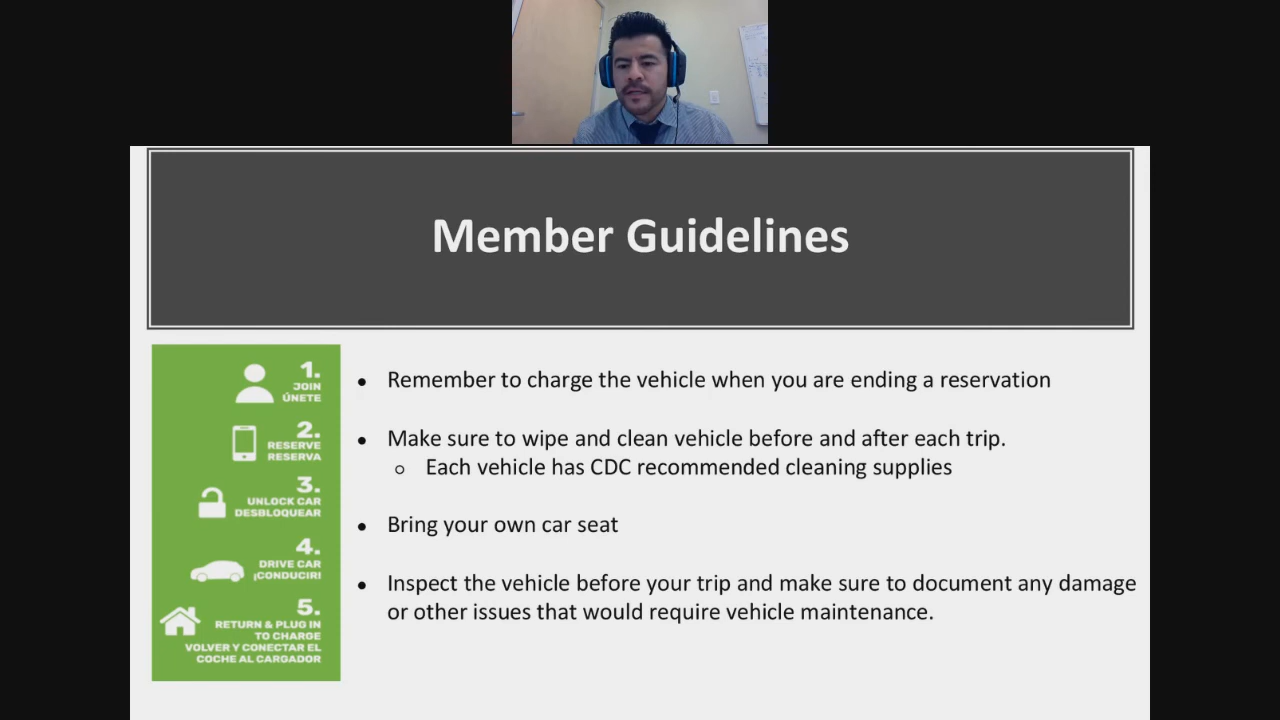 Member Guidelines
1.
JOIN
ÚNETE
2.
RESERVE
RESERVA
3.
UNLOCK CAR
DESBLOQUEAR
4.
DRIVE CAR
¡CONDUCIR!
5.
RETURN & PLUG IN
TO CHARGE
VOLVER Y CONECTAR EL
COCHE AL CARGADOR
● Remember to charge the vehicle when you are ending a reservation
● Make sure to wipe and clean vehicle before and after each trip.
○ Each vehicle has CDC recommended cleaning supplies
● Bring your own car seat
● Inspect the vehicle before your trip and make sure to document any damage
or other issues that would require vehicle maintenance.